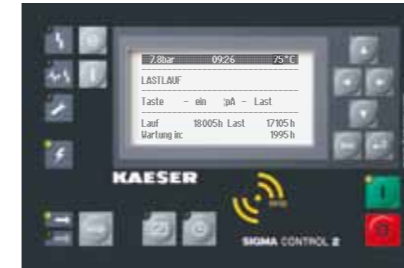 7.8bar 09:26 75°C
LASTLAUF
Taste - ein :pA - Last
Lauf 18005h Last 17105h
Wartung in: 1995h
KAESER
SIGMA CONTROL 2